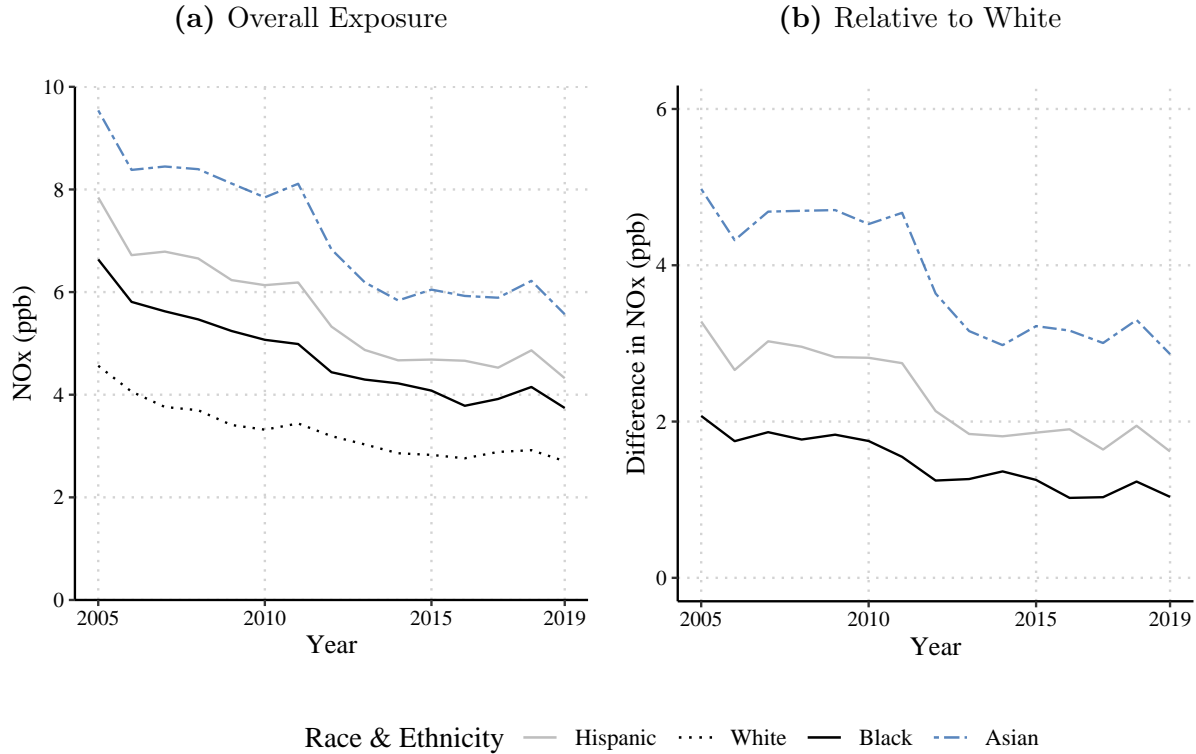 (a) Overall Exposure
10
8
6
4
2
0
NOx (ppb)
2005 2010 2015 2019
Year
(b) Relative to White
6
4
2
0
Difference in NOx (ppb)
2005 2010 2015 2019
Year
Race & Ethnicity Hispanic White Black Asian